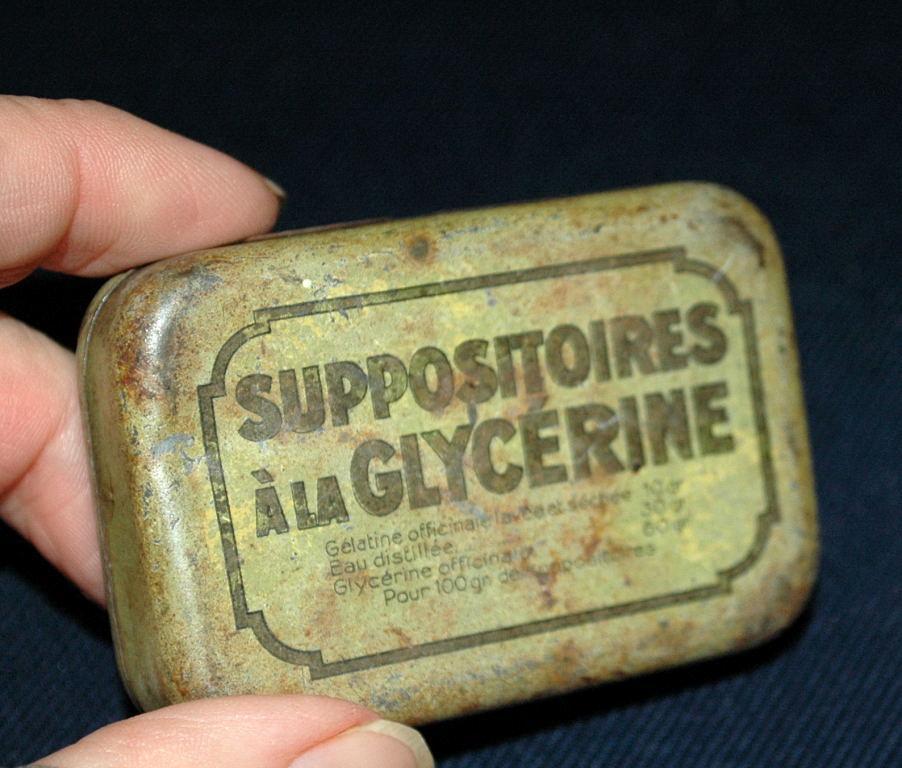 SUPPOSITOIRES
À LA GLYCÉRINE
Gélatine officinale lavée et séchée 10 gr
Eau distillée 30 gr
Glycérine officinale 60 gr
Pour 100 gr de suppositoires